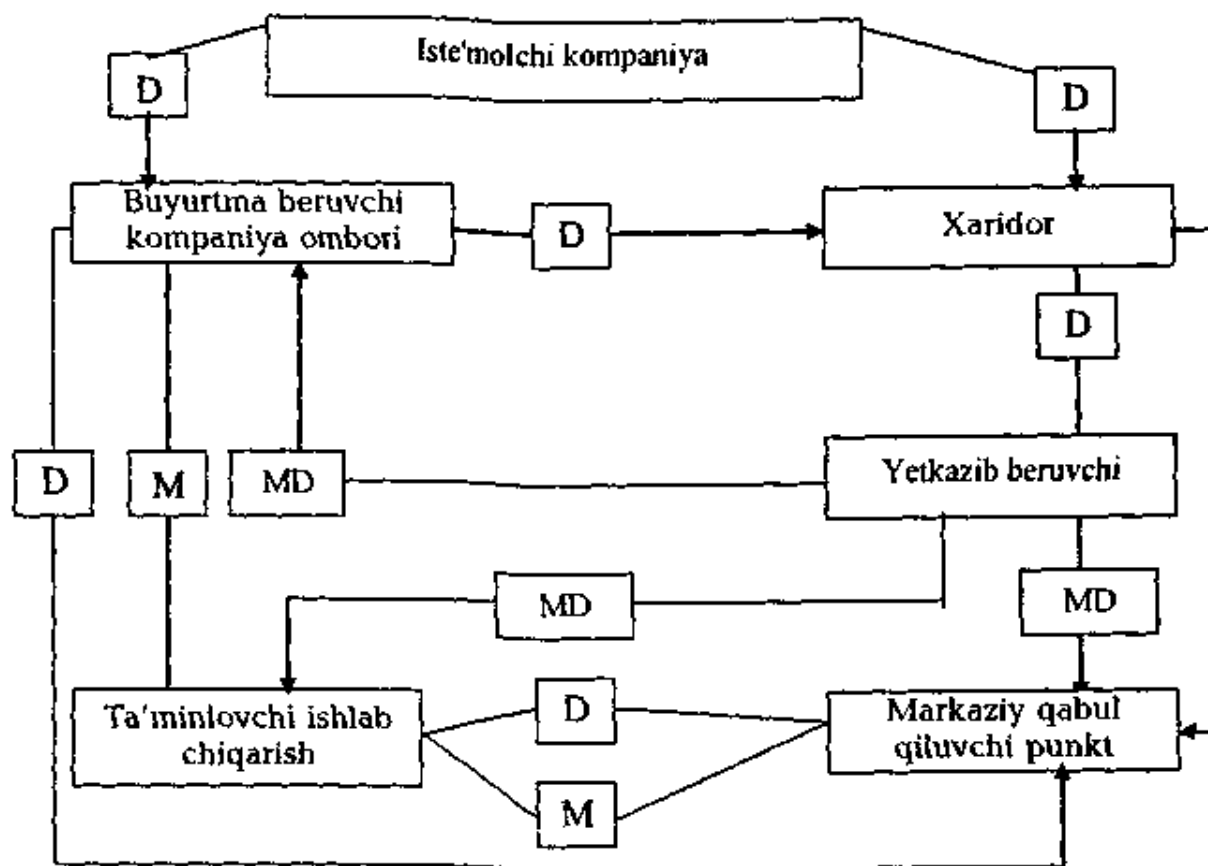 Iste'molchi kompaniya
D
D
Buyurtma beruvchi
kompaniya ombori
D
Xaridor
D
D
M
MD
Yetkazib beruvchi
MD
MD
Ta'minlovchi ishlab
chiqarish
D
Markaziy qabul
qiluvchi punkt
M